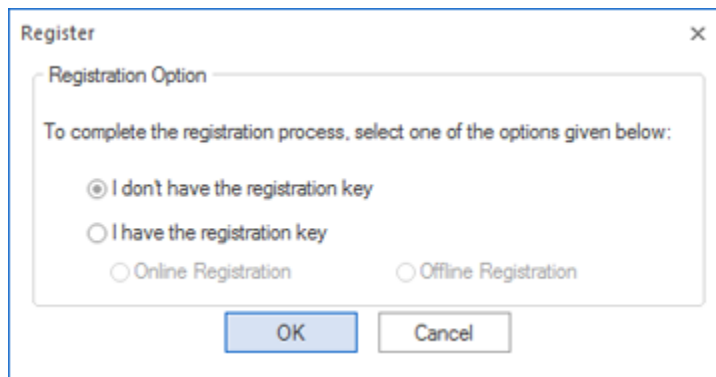 Register
Registration Option
To complete the registration process, select one of the options given below:
I don't have the registration key
I have the registration key
Online Registration Offline Registration
OK Cancel